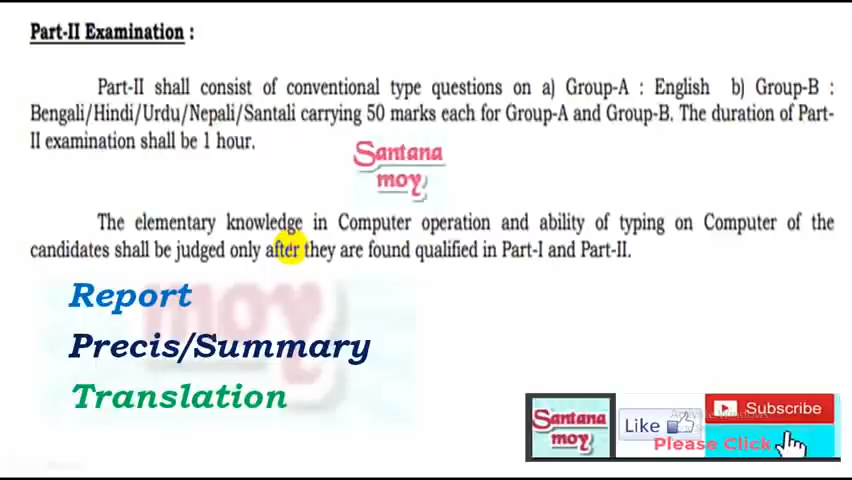 Part-II Examination :
Part-II shall consist of conventional type questions on a) Group-A : English b) Group-B :
Bengali/Hindi/Urdu/Nepali/Santali carrying 50 marks each for Group-A and Group-B. The duration of Part-
II examination shall be 1 hour.
Santana
moy
The elementary knowledge in Computer operation and ability of typing on Computer of the
candidates shall be judged only after they are found qualified in Part-I and Part-II.
moy
Report
Precis/Summary
Translation
Santana
moy
Like
Subscribe
Please Click